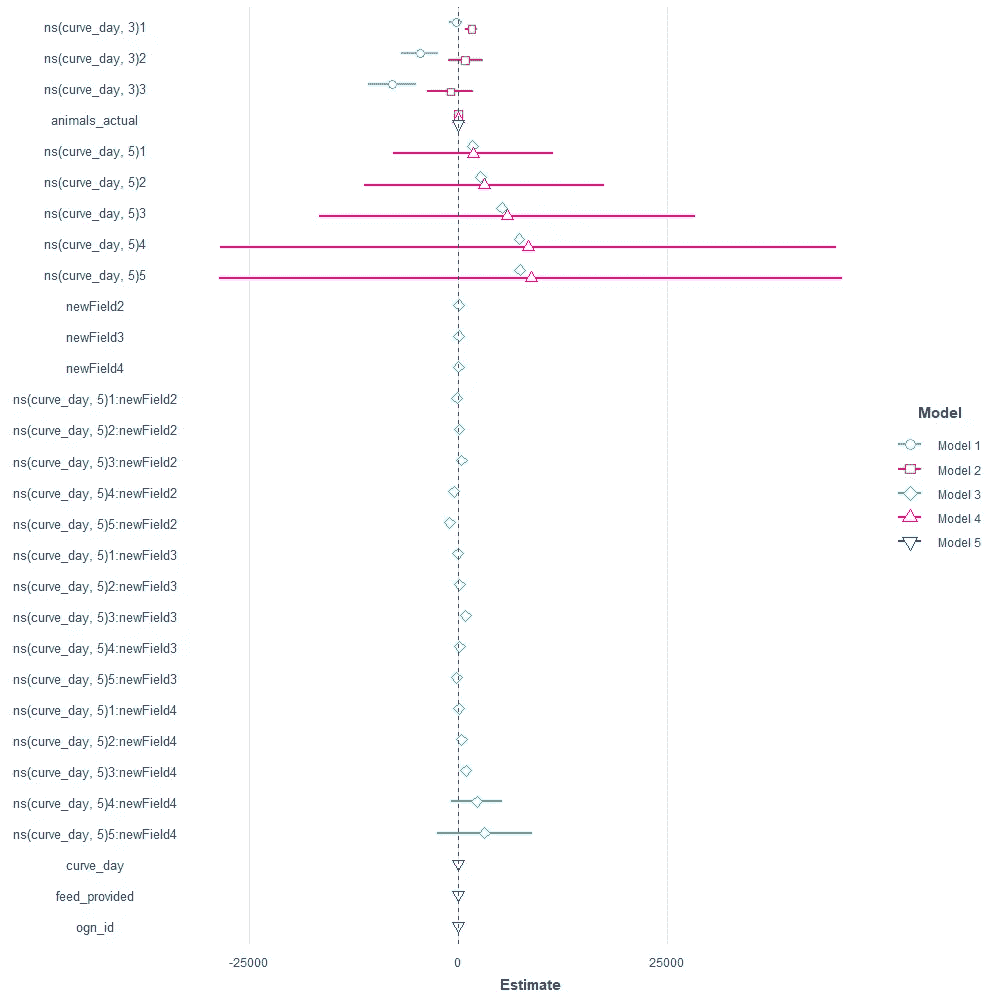 ns(curve_day, 3)1
ns(curve_day, 3)2
ns(curve_day, 3)3
animals_actual
ns(curve_day, 5)1
ns(curve_day, 5)2
ns(curve_day, 5)3
ns(curve_day, 5)4
ns(curve_day, 5)5
newField2
newField3
newField4
ns(curve_day, 5)1:newField2
ns(curve_day, 5)2:newField2
ns(curve_day, 5)3:newField2
ns(curve_day, 5)4:newField2
ns(curve_day, 5)5:newField2
ns(curve_day, 5)1:newField3
ns(curve_day, 5)2:newField3
ns(curve_day, 5)3:newField3
ns(curve_day, 5)4:newField3
ns(curve_day, 5)5:newField3
ns(curve_day, 5)1:newField4
ns(curve_day, 5)2:newField4
ns(curve_day, 5)3:newField4
ns(curve_day, 5)4:newField4
ns(curve_day, 5)5:newField4
curve_day
feed_provided
ogn_id
-25000
0
25000
Estimate
Model
Model 1
Model 2
Model 3
Model 4
Model 5